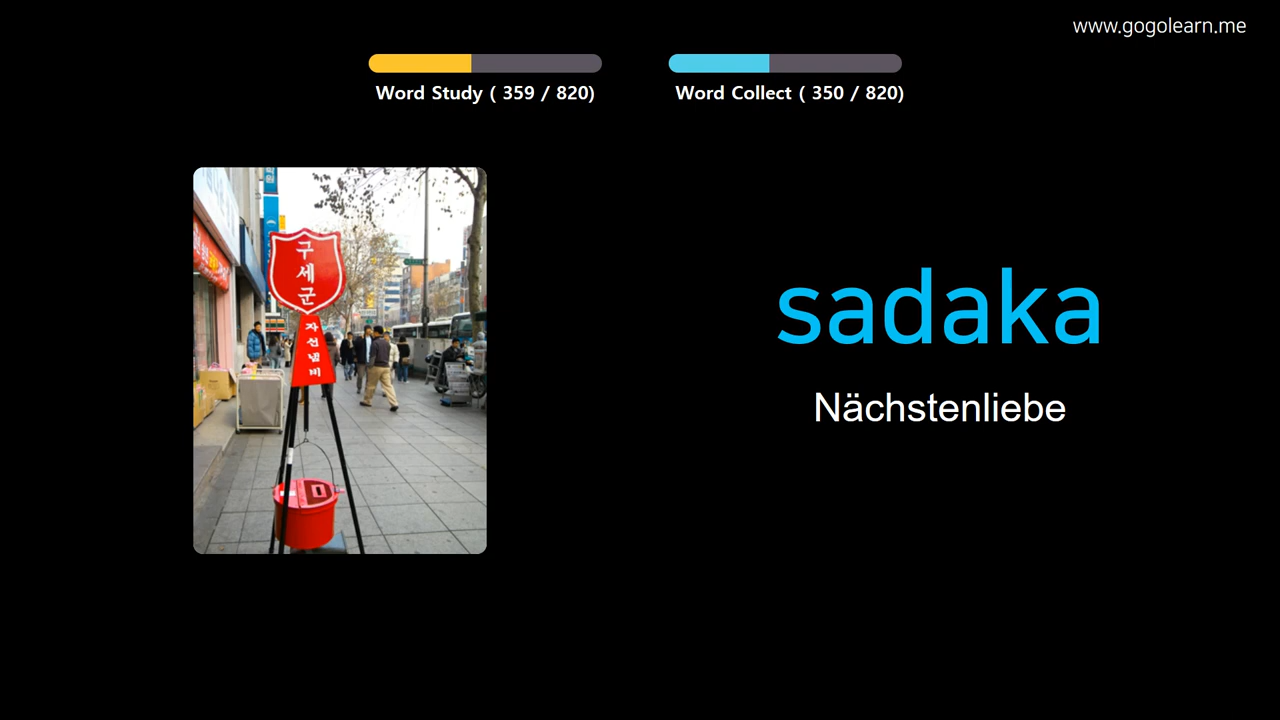 www.gogolearn.me
Word Study ( 359 / 820)
Word Collect ( 350 / 820)
구
세
군
자
선
냄
비
sadaka
Nächstenliebe